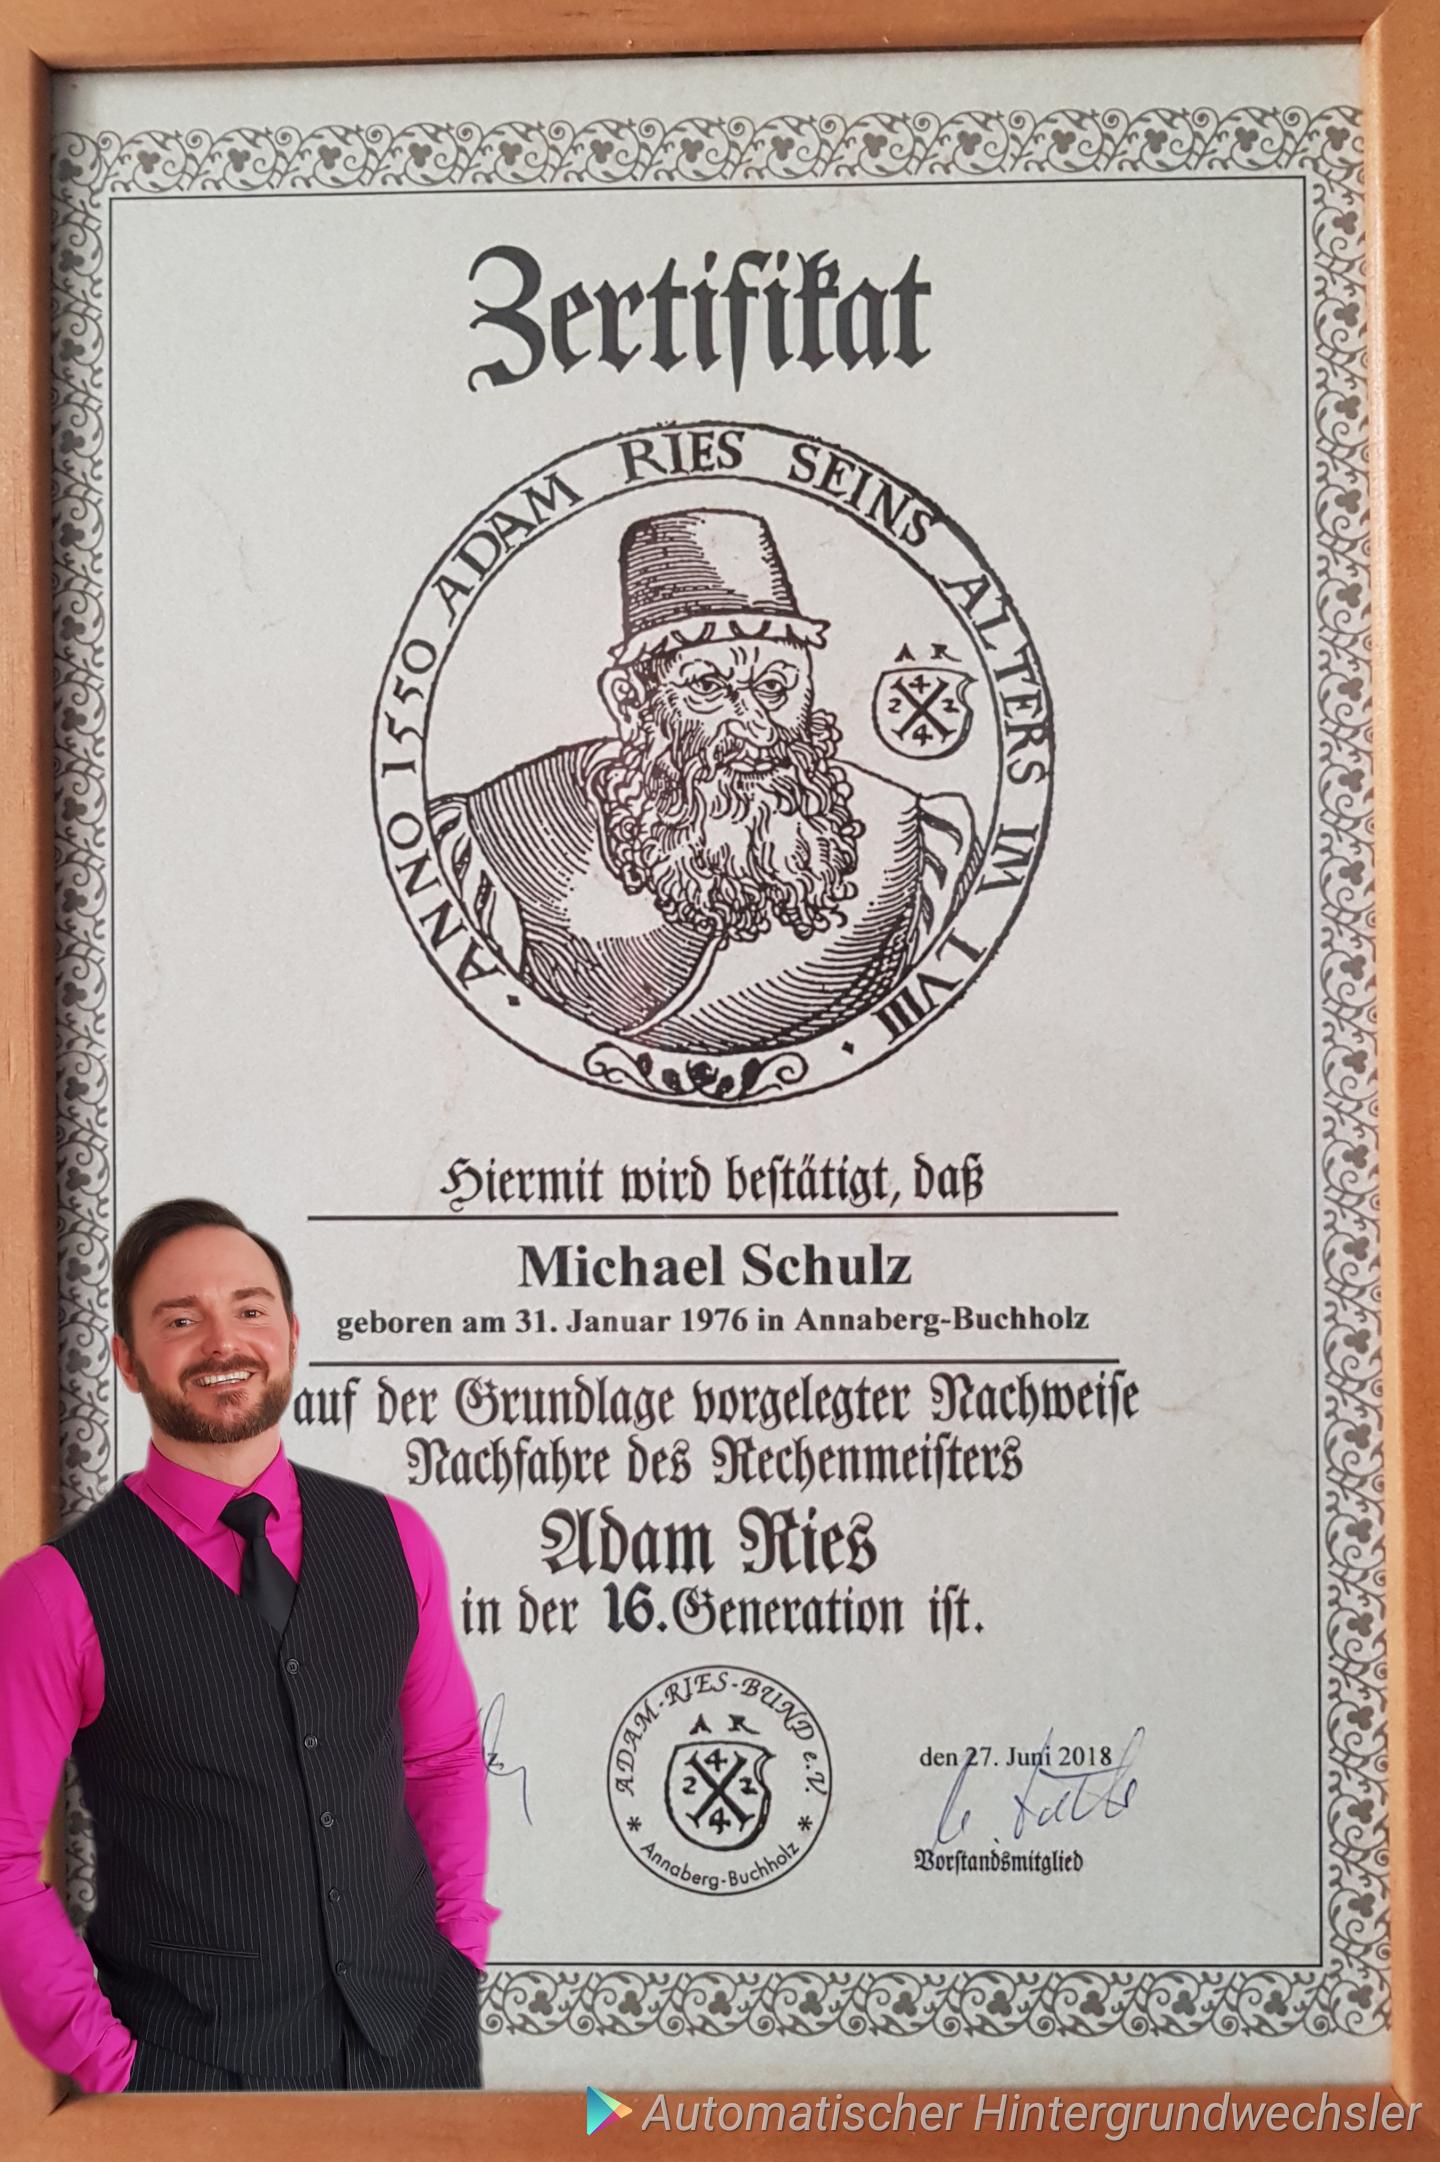 Zertifikat
ANNO 1550 ADAM RIES SEINS ALTERS IM LVIII
A R
4
2 2
4
Hiermit wird bestätigt, daß
Michael Schulz
geboren am 31. Januar 1976 in Annaberg-Buchholz
auf der Grundlage vorgelegter Nachweise
Nachfahre des Rechenmeisters
Adam Ries
in der 16. Generation ist.
ADAM-RIES-BUND e.V.
A R
4
2 2
4
* Annaberg-Buchholz *
den 27. Juni 2018
Vorstandsmitglied
Automatischer Hintergrundwechsler